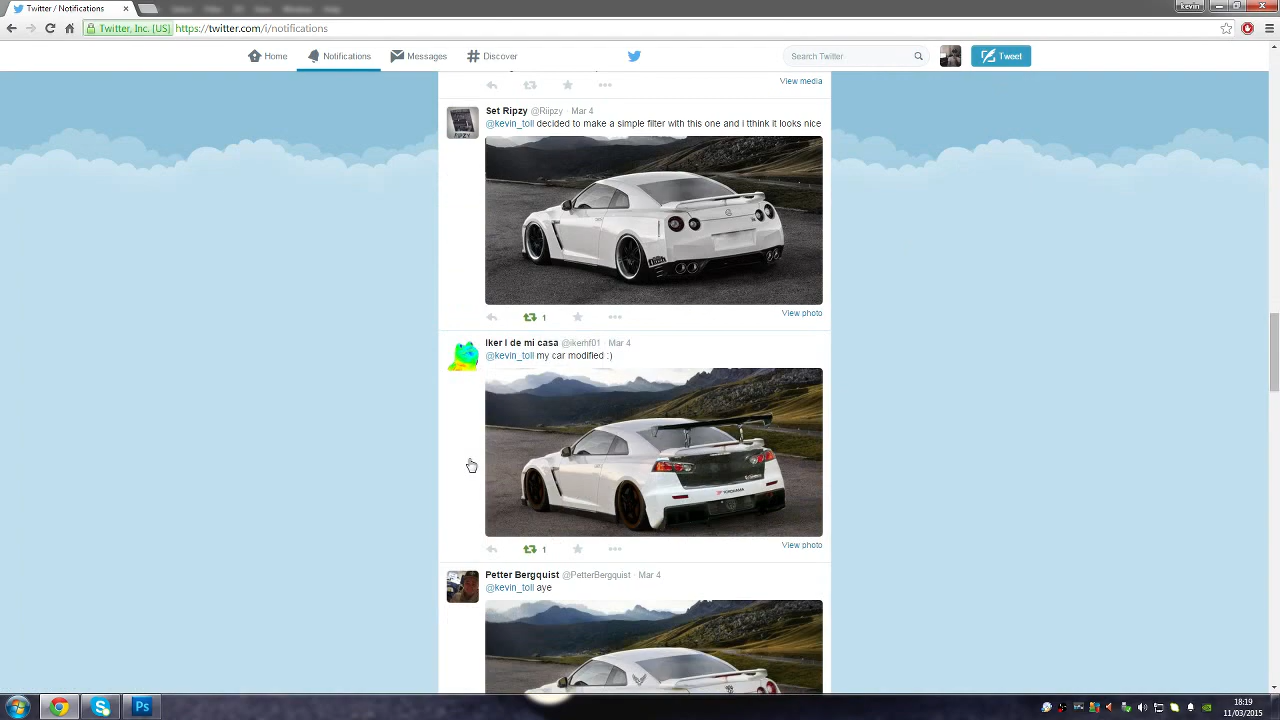 Twitter / Notifications
Kevin
Twitter, Inc. [US] https://twitter.com/i/notifications
Home Notifications Messages Discover Search Twitter Tweet
View media
Set Ripzy @Riipzy · Mar 4
@kevin_toll decided to make a simple filter with this one and i tthink it looks nice
1 View photo
Iker I de mi casa @ikerhf01 · Mar 4
@kevin_toll my car modified :)
YOKOHAMA
1 View photo
Petter Bergquist @PetterBergquist · Mar 4
@kevin_toll aye
18:19
11/03/2015